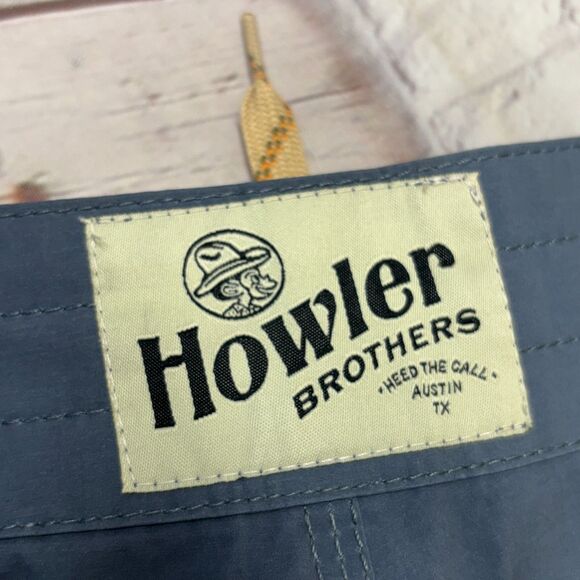 Howler
BROTHERS
•HEED THE CALL•
AUSTIN
TX